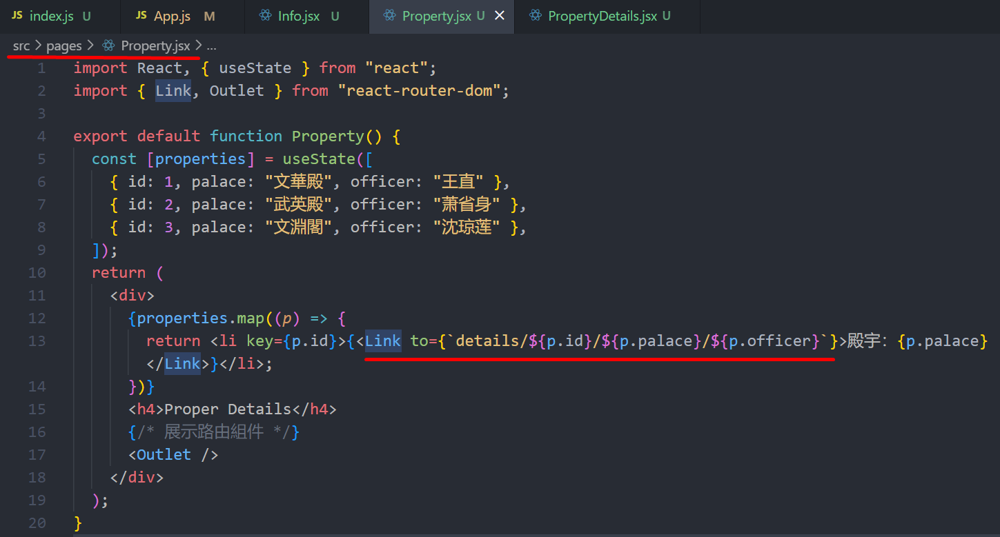 JS index.js U JS App.js M Info.jsx U Property.jsx U PropertyDetails.jsx U
src > pages > Property.jsx > ...
1 import React, { useState } from "react";
2 import { Link, Outlet } from "react-router-dom";
3
4 export default function Property() {
5 const [properties] = useState([
6 { id: 1, palace: "文華殿", officer: "王直" },
7 { id: 2, palace: "武英殿", officer: "萧省身" },
8 { id: 3, palace: "文淵閣", officer: "沈琼莲" },
9 ]);
10 return (
11 <div>
12 {properties.map((p) => {
13 return <li key={p.id}>{<Link to={`details/${p.id}/${p.palace}/${p.officer}`}>殿宇: {p.palace}
</Link>}</li>;
14 })}
15 <h4>Proper Details</h4>
16 {/* 展示路由組件 */}
17 <Outlet />
18 </div>
19 );
20 }